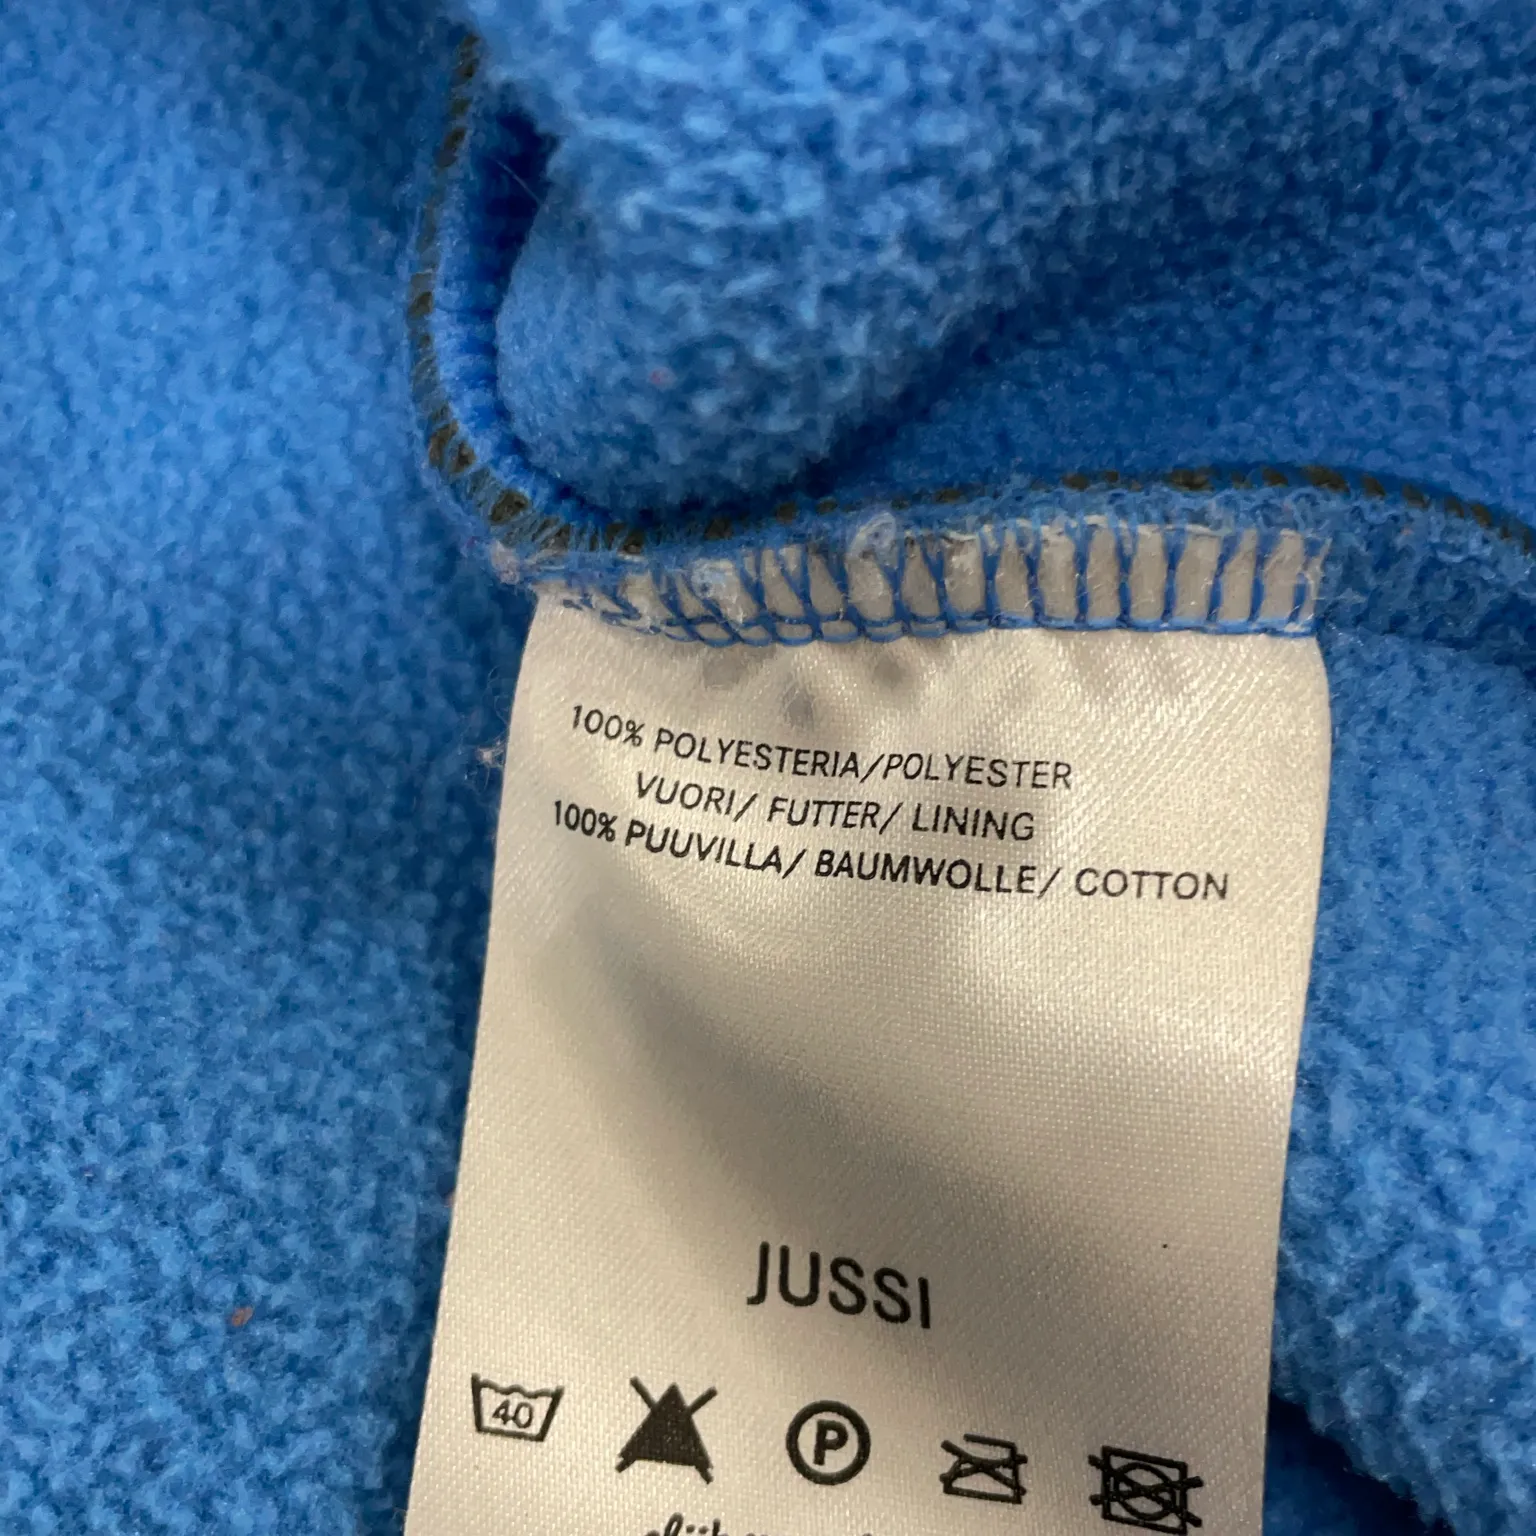 100% POLYESTERIA/POLYESTER
VUORI/ FUTTER/ LINING
100% PUUVILLA/ BAUMWOLLE/ COTTON
JUSSI
40
P